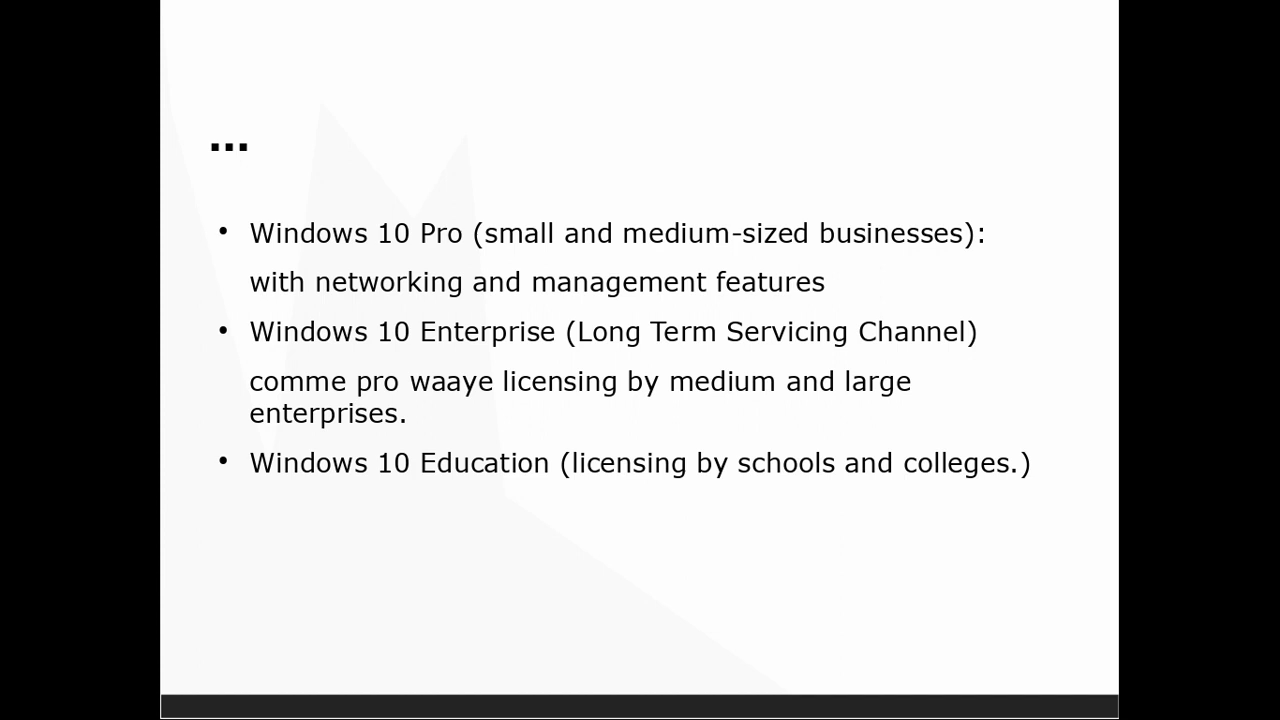 ...
• Windows 10 Pro (small and medium-sized businesses):
with networking and management features
• Windows 10 Enterprise (Long Term Servicing Channel)
comme pro waaye licensing by medium and large
enterprises.
• Windows 10 Education (licensing by schools and colleges.)